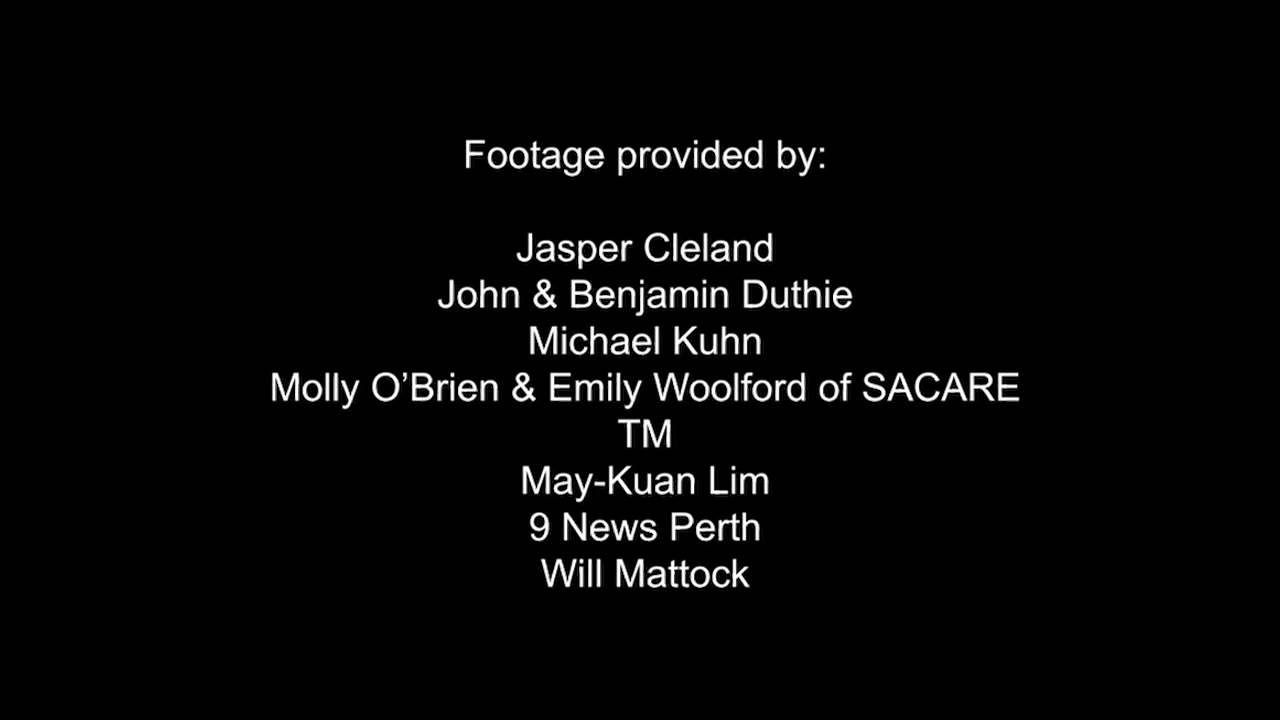 Footage provided by:
Jasper Cleland
John & Benjamin Duthie
Michael Kuhn
Molly O’Brien & Emily Woolford of SACARE
TM
May-Kuan Lim
9 News Perth
Will Mattock